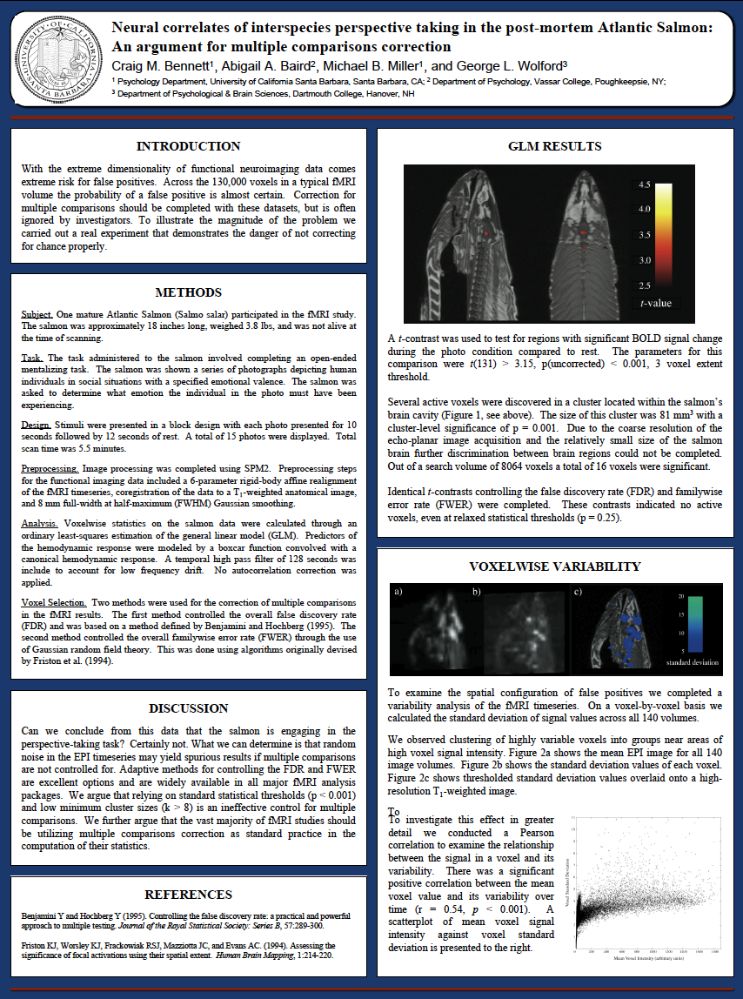 Neural correlates of interspecies perspective taking in the post-mortem Atlantic Salmon:
An argument for multiple comparisons correction
Craig M. Bennett¹, Abigail A. Baird², Michael B. Miller¹, and George L. Wolford³
¹ Psychology Department, University of California Santa Barbara, Santa Barbara, CA; ² Department of Psychology, Vassar College, Poughkeepsie, NY;
³ Department of Psychological & Brain Sciences, Dartmouth College, Hanover, NH
UNIVERSITY OF CALIFORNIA
SANTA BARBARA
INTRODUCTION
With the extreme dimensionality of functional neuroimaging data comes
extreme risk for false positives. Across the 130,000 voxels in a typical fMRI
volume the probability of a false positive is almost certain. Correction for
multiple comparisons should be completed with these datasets, but is often
ignored by investigators. To illustrate the magnitude of the problem we
carried out a real experiment that demonstrates the danger of not correcting
for chance properly.
METHODS
Subject. One mature Atlantic Salmon (Salmo salar) participated in the fMRI study.
The salmon was approximately 18 inches long, weighed 3.8 lbs, and was not alive at
the time of scanning.
Task. The task administered to the salmon involved completing an open-ended
mentalizing task. The salmon was shown a series of photographs depicting human
individuals in social situations with a specified emotional valence. The salmon was
asked to determine what emotion the individual in the photo must have been
experiencing.
Design. Stimuli were presented in a block design with each photo presented for 10
seconds followed by 12 seconds of rest. A total of 15 photos were displayed. Total
scan time was 5.5 minutes.
Preprocessing. Image processing was completed using SPM2. Preprocessing steps
for the functional imaging data included a 6-parameter rigid-body affine realignment
of the fMRI timeseries, coregistration of the data to a T₁-weighted anatomical image,
and 8 mm full-width at half-maximum (FWHM) Gaussian smoothing.
Analysis. Voxelwise statistics on the salmon data were calculated through an
ordinary least-squares estimation of the general linear model (GLM). Predictors of
the hemodynamic response were modeled by a boxcar function convolved with a
canonical hemodynamic response. A temporal high pass filter of 128 seconds was
include to account for low frequency drift. No autocorrelation correction was
applied.
Voxel Selection. Two methods were used for the correction of multiple comparisons
in the fMRI results. The first method controlled the overall false discovery rate
(FDR) and was based on a method defined by Benjamini and Hochberg (1995). The
second method controlled the overall familywise error rate (FWER) through the use
of Gaussian random field theory. This was done using algorithms originally devised
by Friston et al. (1994).
DISCUSSION
Can we conclude from this data that the salmon is engaging in the
perspective-taking task? Certainly not. What we can determine is that random
noise in the EPI timeseries may yield spurious results if multiple comparisons
are not controlled for. Adaptive methods for controlling the FDR and FWER
are excellent options and are widely available in all major fMRI analysis
packages. We argue that relying on standard statistical thresholds (p < 0.001)
and low minimum cluster sizes (k > 8) is an ineffective control for multiple
comparisons. We further argue that the vast majority of fMRI studies should
be utilizing multiple comparisons correction as standard practice in the
computation of their statistics.
REFERENCES
Benjamini Y and Hochberg Y (1995). Controlling the false discovery rate: a practical and powerful
approach to multiple testing. Journal of the Royal Statistical Society: Series B, 57:289-300.
Friston KJ, Worsley KJ, Frackowiak RSJ, Mazziotta JC, and Evans AC. (1994). Assessing the
significance of focal activations using their spatial extent. Human Brain Mapping, 1:214-220.
GLM RESULTS
4.5
4.0
3.5
3.0
2.5
t-value
A t-contrast was used to test for regions with significant BOLD signal change
during the photo condition compared to rest. The parameters for this
comparison were t(131) > 3.15, p(uncorrected) < 0.001, 3 voxel extent
threshold.
Several active voxels were discovered in a cluster located within the salmon's
brain cavity (Figure 1, see above). The size of this cluster was 81 mm³ with a
cluster-level significance of p = 0.001. Due to the coarse resolution of the
echo-planar image acquisition and the relatively small size of the salmon
brain further discrimination between brain regions could not be completed.
Out of a search volume of 8064 voxels a total of 16 voxels were significant.
Identical t-contrasts controlling the false discovery rate (FDR) and familywise
error rate (FWER) were completed. These contrasts indicated no active
voxels, even at relaxed statistical thresholds (p = 0.25).
VOXELWISE VARIABILITY
a) b) c)
20
15
10
5
standard deviation
To examine the spatial configuration of false positives we completed a
variability analysis of the fMRI timeseries. On a voxel-by-voxel basis we
calculated the standard deviation of signal values across all 140 volumes.
We observed clustering of highly variable voxels into groups near areas of
high voxel signal intensity. Figure 2a shows the mean EPI image for all 140
image volumes. Figure 2b shows the standard deviation values of each voxel.
Figure 2c shows thresholded standard deviation values overlaid onto a high-
resolution T₁-weighted image.
To
To investigate this effect in greater
detail we conducted a Pearson
correlation to examine the relationship
between the signal in a voxel and its
variability. There was a significant
positive correlation between the mean
voxel value and its variability over
time (r = 0.54, p < 0.001). A
scatterplot of mean voxel signal
intensity against voxel standard
deviation is presented to the right.
Voxel Standard Deviation
Mean Voxel Intensity (arbitrary units)